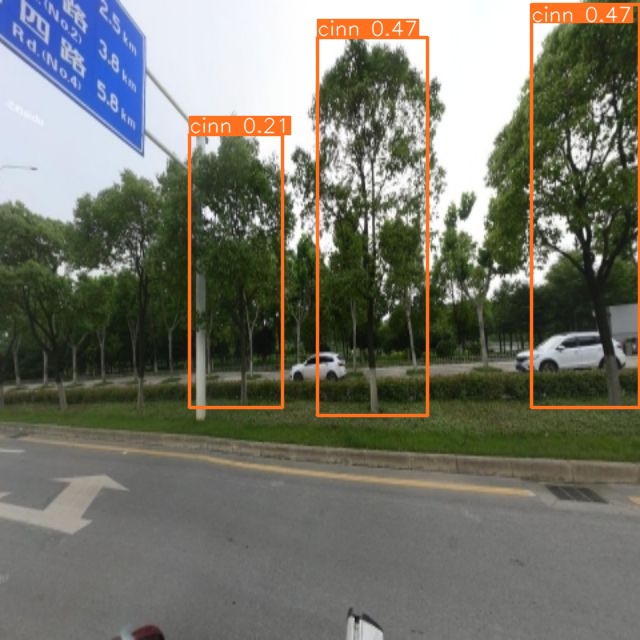 路 2.5 km
.(No2)
3.8 km
四路
Rd.(No4) 5.8 km
cinn 0.21
cinn 0.47
cinn 0.47